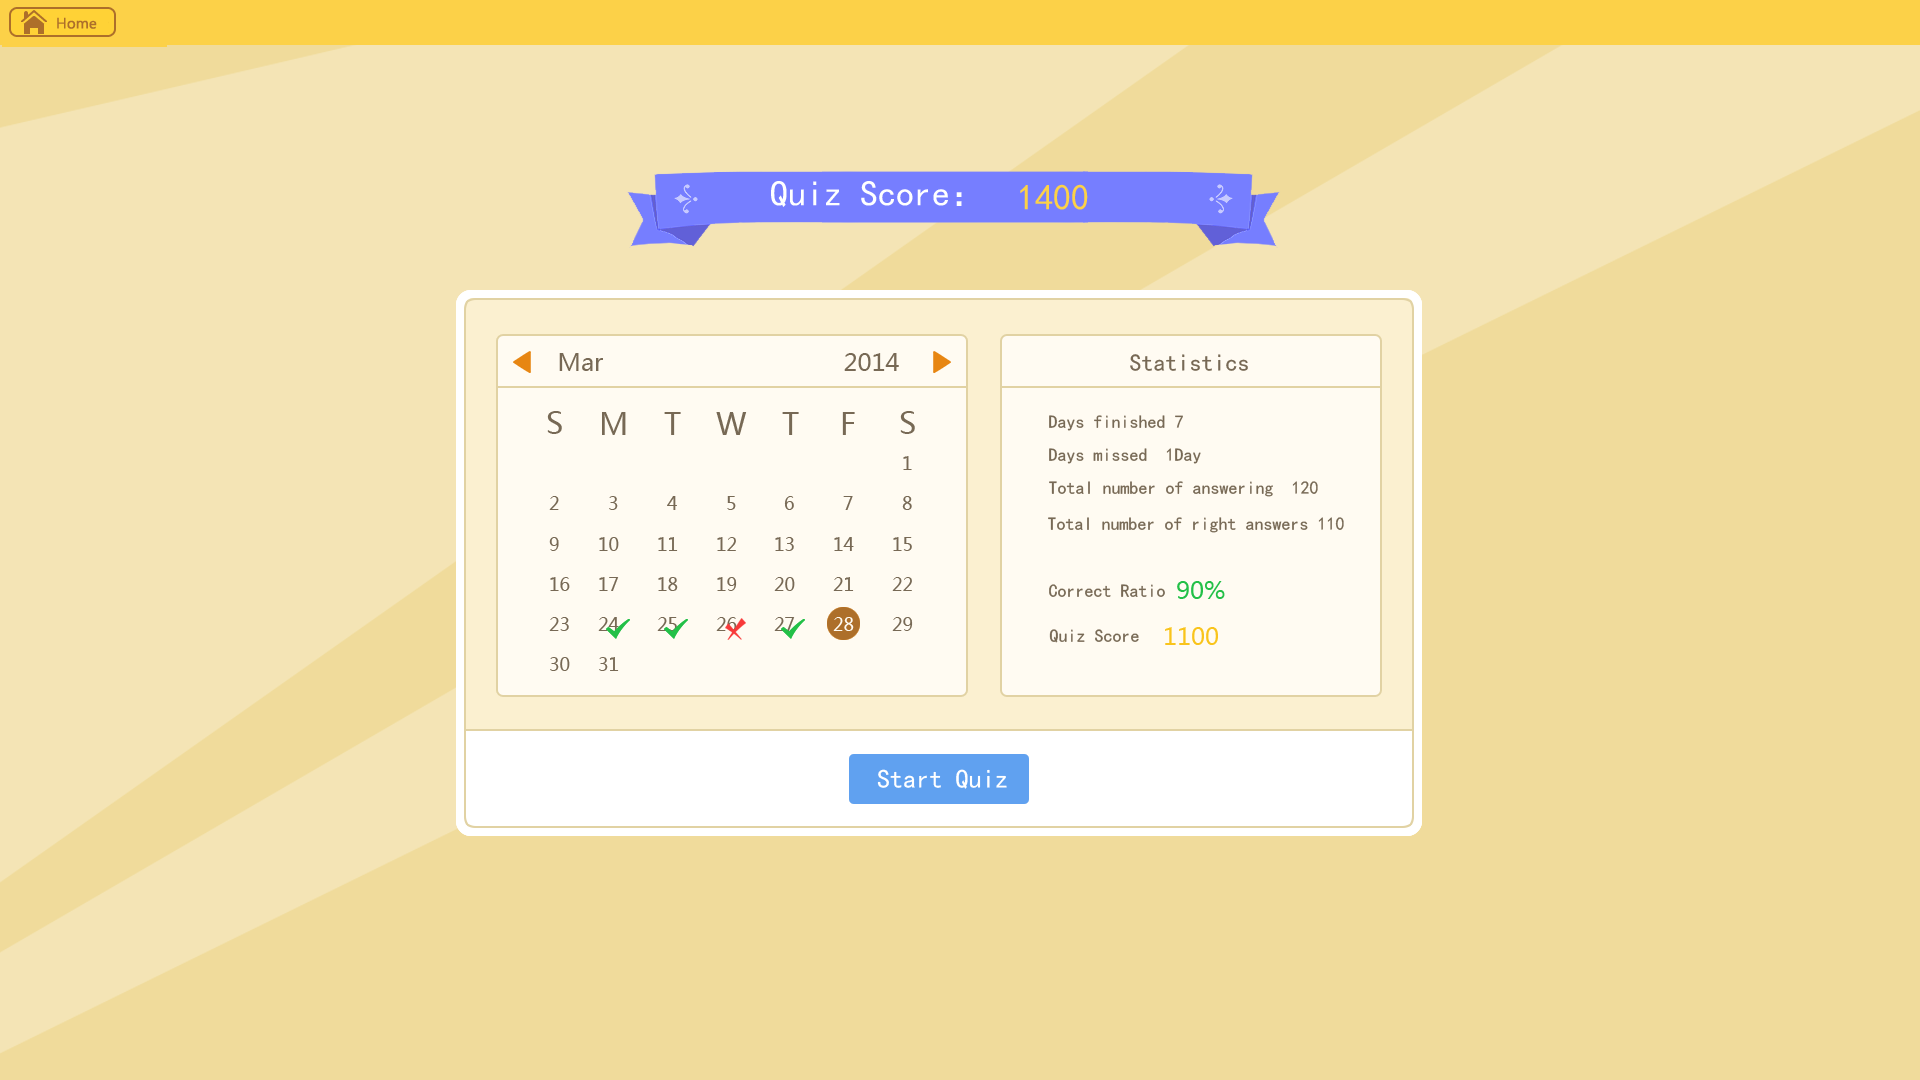 Home
Quiz Score: 1400
Mar 2014
S M T W T F S
1
2 3 4 5 6 7 8
9 10 11 12 13 14 15
16 17 18 19 20 21 22
23 24 25 26 27 28 29
30 31
Statistics
Days finished 7
Days missed 1Day
Total number of answering 120
Total number of right answers 110
Correct Ratio 90%
Quiz Score 1100
Start Quiz